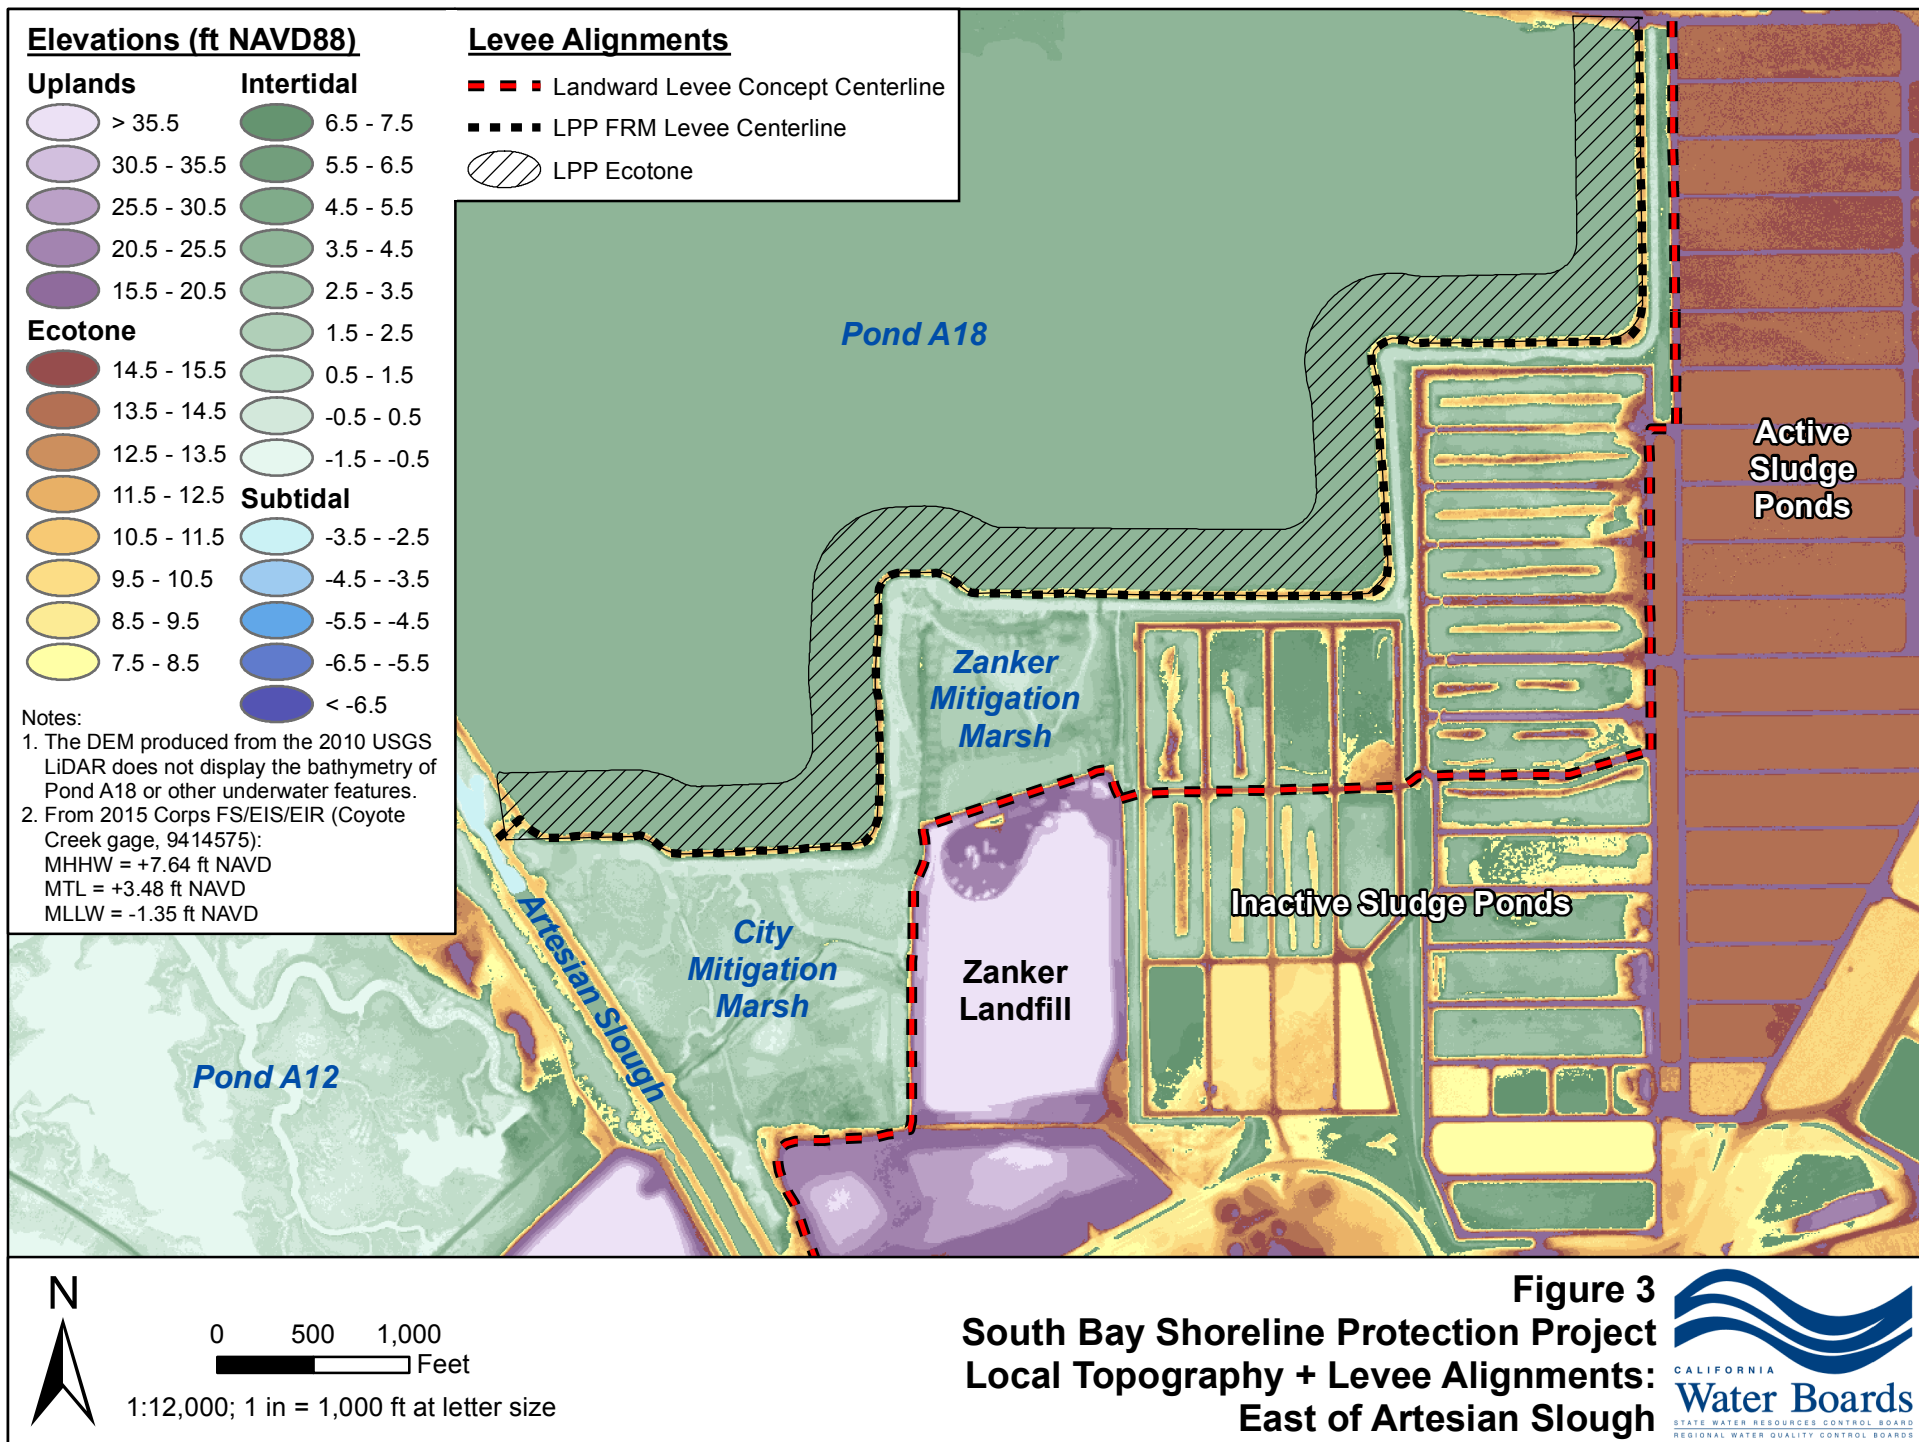 Elevations (ft NAVD88)
Uplands
> 35.5
30.5 - 35.5
25.5 - 30.5
20.5 - 25.5
15.5 - 20.5
Ecotone
14.5 - 15.5
13.5 - 14.5
12.5 - 13.5
11.5 - 12.5
10.5 - 11.5
9.5 - 10.5
8.5 - 9.5
7.5 - 8.5
Intertidal
6.5 - 7.5
5.5 - 6.5
4.5 - 5.5
3.5 - 4.5
2.5 - 3.5
1.5 - 2.5
0.5 - 1.5
-0.5 - 0.5
-1.5 - -0.5
Subtidal
-3.5 - -2.5
-4.5 - -3.5
-5.5 - -4.5
-6.5 - -5.5
< -6.5
Levee Alignments
Landward Levee Concept Centerline
LPP FRM Levee Centerline
LPP Ecotone
Notes:
1. The DEM produced from the 2010 USGS
LiDAR does not display the bathymetry of
Pond A18 or other underwater features.
2. From 2015 Corps FS/EIS/EIR (Coyote
Creek gage, 9414575):
MHHW = +7.64 ft NAVD
MTL = +3.48 ft NAVD
MLLW = -1.35 ft NAVD
Pond A18
Active
Sludge
Ponds
Zanker
Mitigation
Marsh
Inactive Sludge Ponds
City
Mitigation
Marsh
Zanker
Landfill
Artesian Slough
Pond A12
N
0 500 1,000
Feet
1:12,000; 1 in = 1,000 ft at letter size
Figure 3
South Bay Shoreline Protection Project
Local Topography + Levee Alignments:
East of Artesian Slough
CALIFORNIA
Water Boards
STATE WATER RESOURCES CONTROL BOARD
REGIONAL WATER QUALITY CONTROL BOARDS